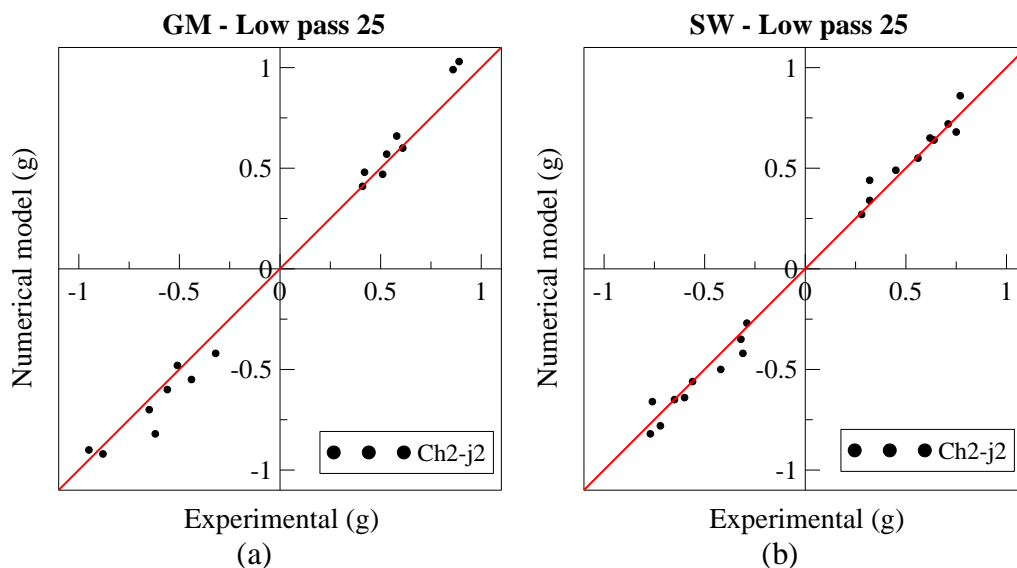 GM - Low pass 25
1
0.5
0
-0.5
-1
-1
-0.5
0
0.5
1
Numerical model (g)
Ch2-j2
Experimental (g)
(a)
SW - Low pass 25
1
0.5
0
-0.5
-1
-1
-0.5
0
0.5
1
Numerical model (g)
Ch2-j2
Experimental (g)
(b)